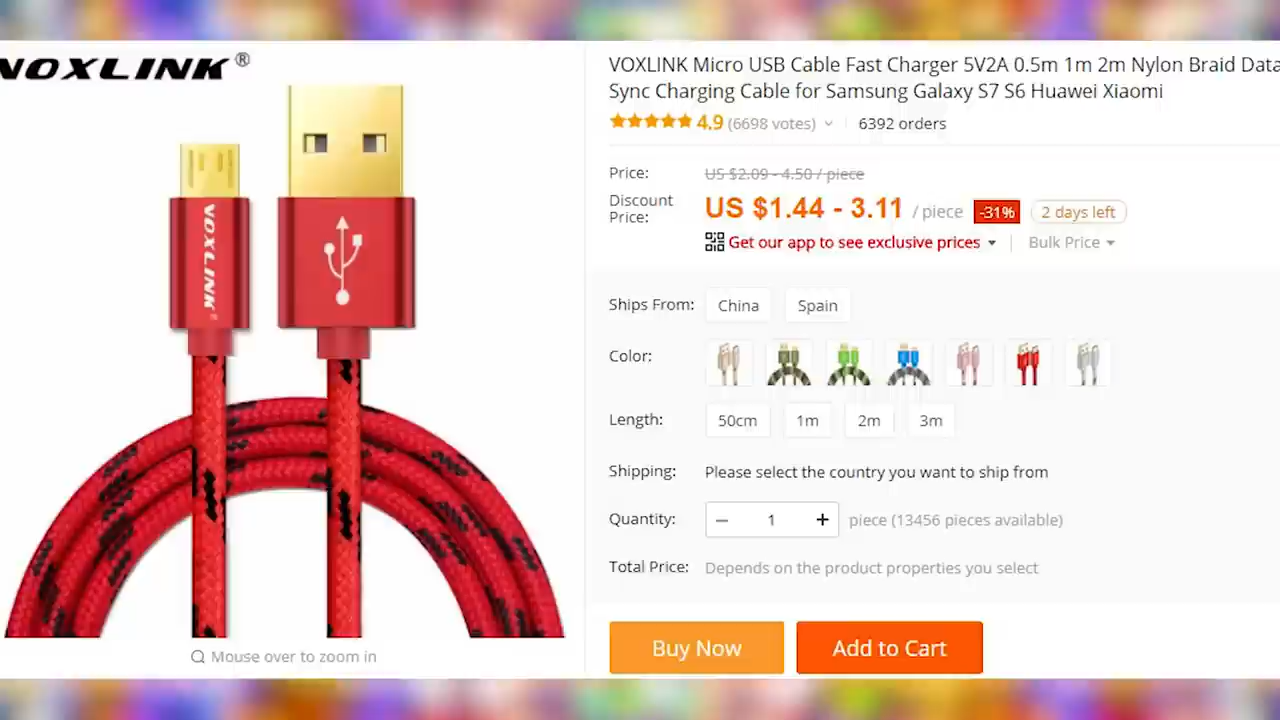 VOXLINK®
VOXLINK
VOXLINK Micro USB Cable Fast Charger 5V2A 0.5m 1m 2m Nylon Braid Data
Sync Charging Cable for Samsung Galaxy S7 S6 Huawei Xiaomi
4.9 (6698 votes) 6392 orders
Price: US $2.09 - 4.50 / piece
Discount
Price: US $1.44 - 3.11 / piece -31% 2 days left
Get our app to see exclusive prices Bulk Price
Ships From: China Spain
Color:
Length: 50cm 1m 2m 3m
Shipping: Please select the country you want to ship from
Quantity: − 1 + piece (13456 pieces available)
Total Price: Depends on the product properties you select
Buy Now Add to Cart
Mouse over to zoom in